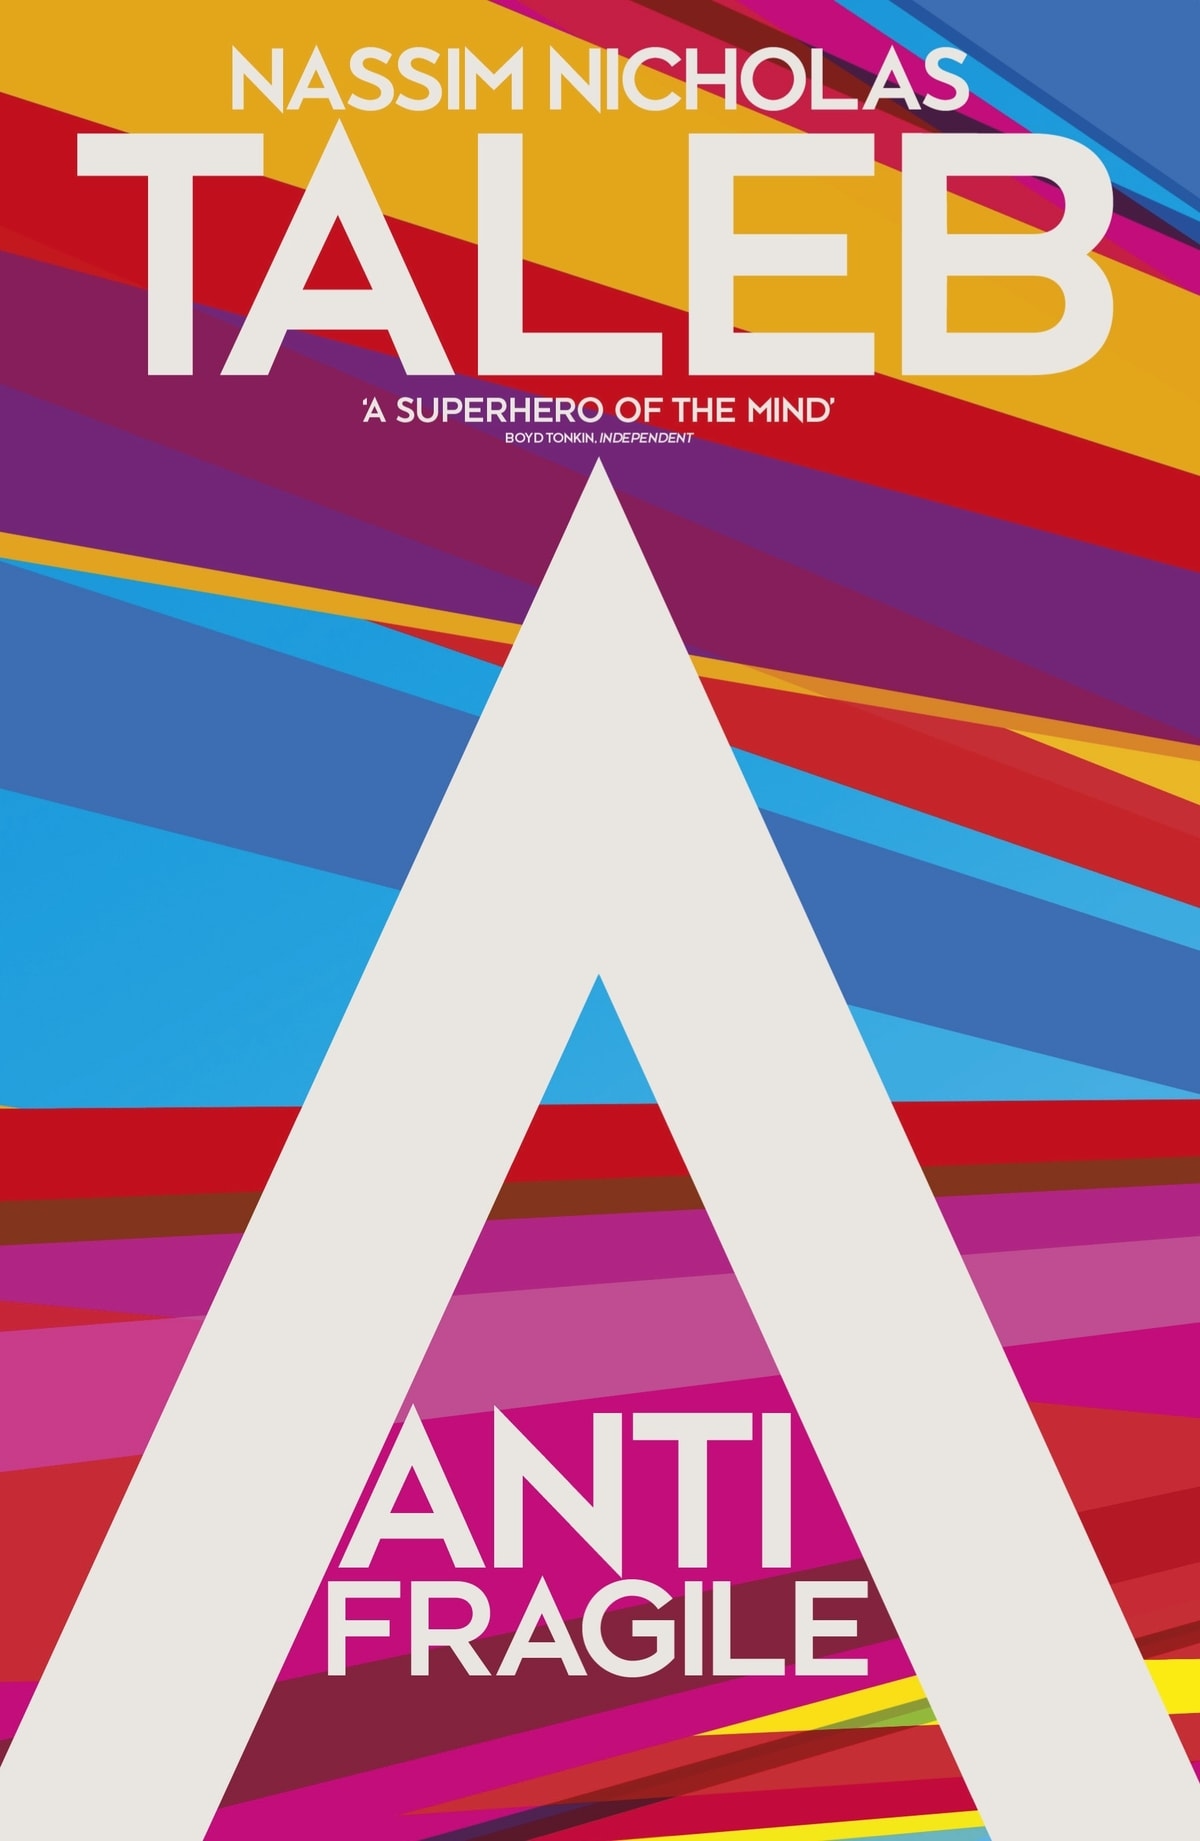 NASSIM NICHOLAS
TALEB
‘A SUPERHERO OF THE MIND’
BOYD TONKIN, INDEPENDENT
A
ANTI
FRAGILE